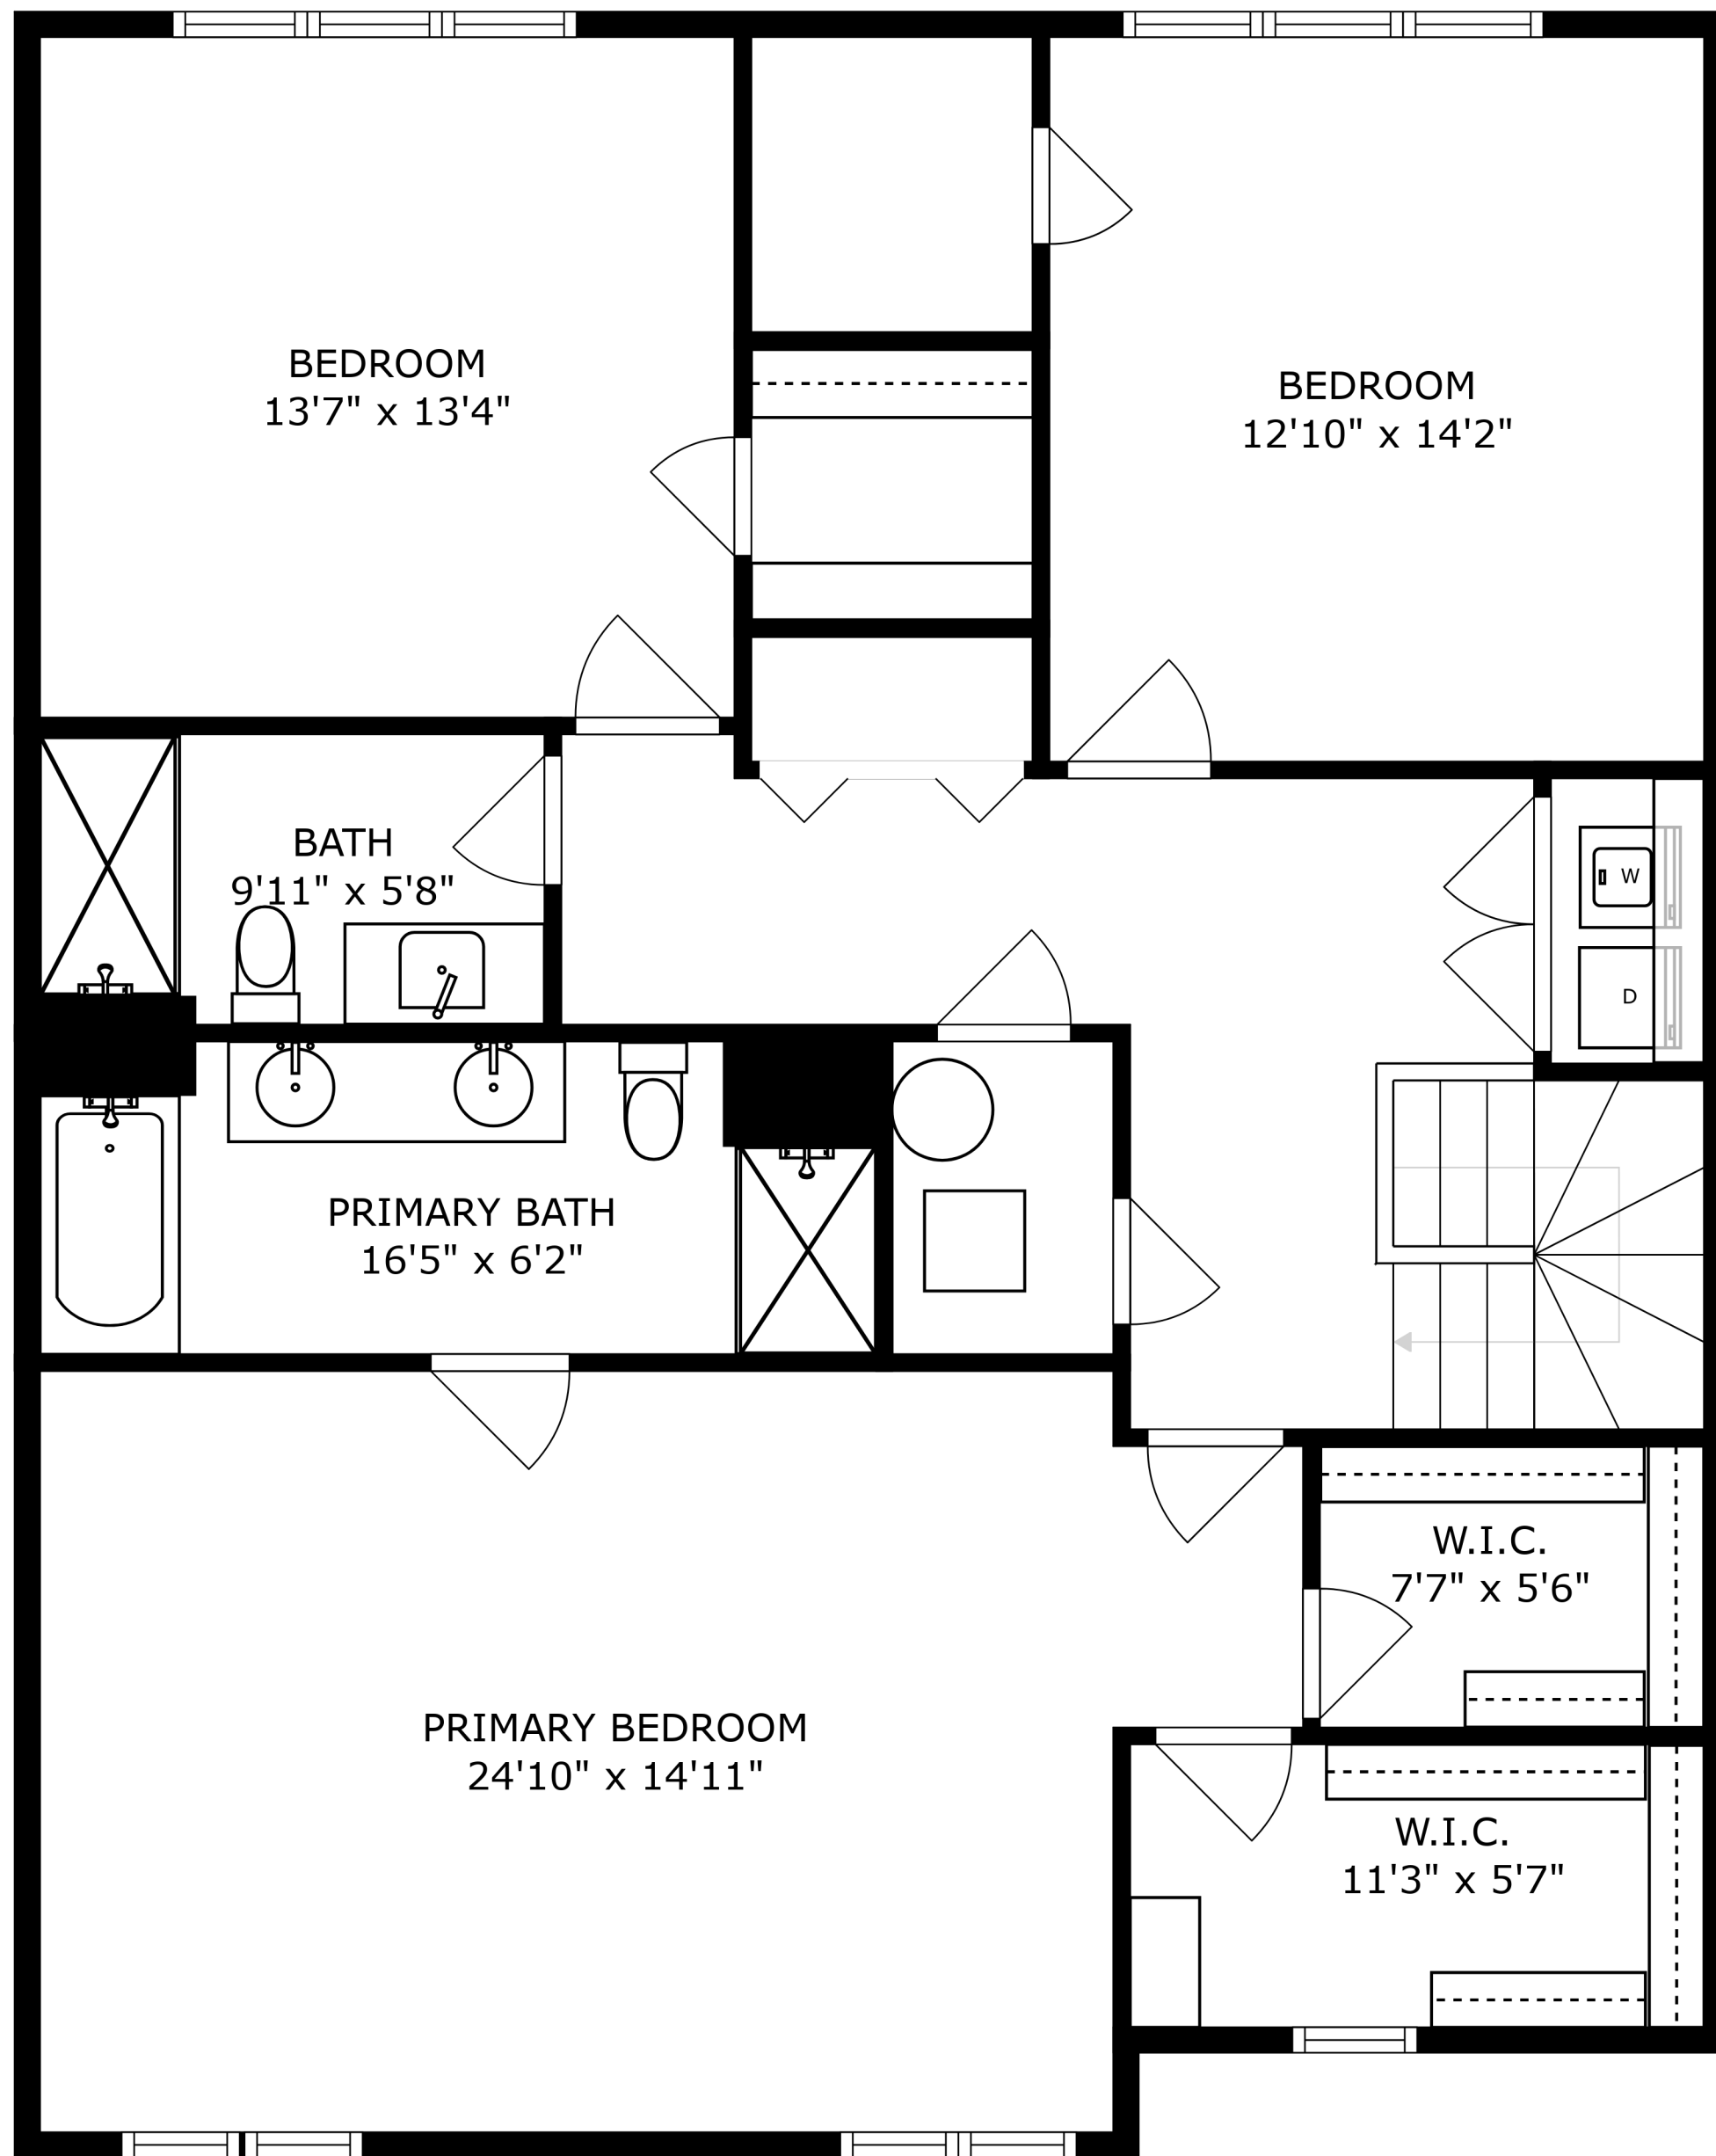 BEDROOM
13'7" x 13'4"
BEDROOM
12'10" x 14'2"
BATH
9'11" x 5'8"
W
D
PRIMARY BATH
16'5" x 6'2"
W.I.C.
7'7" x 5'6"
PRIMARY BEDROOM
24'10" x 14'11"
W.I.C.
11'3" x 5'7"